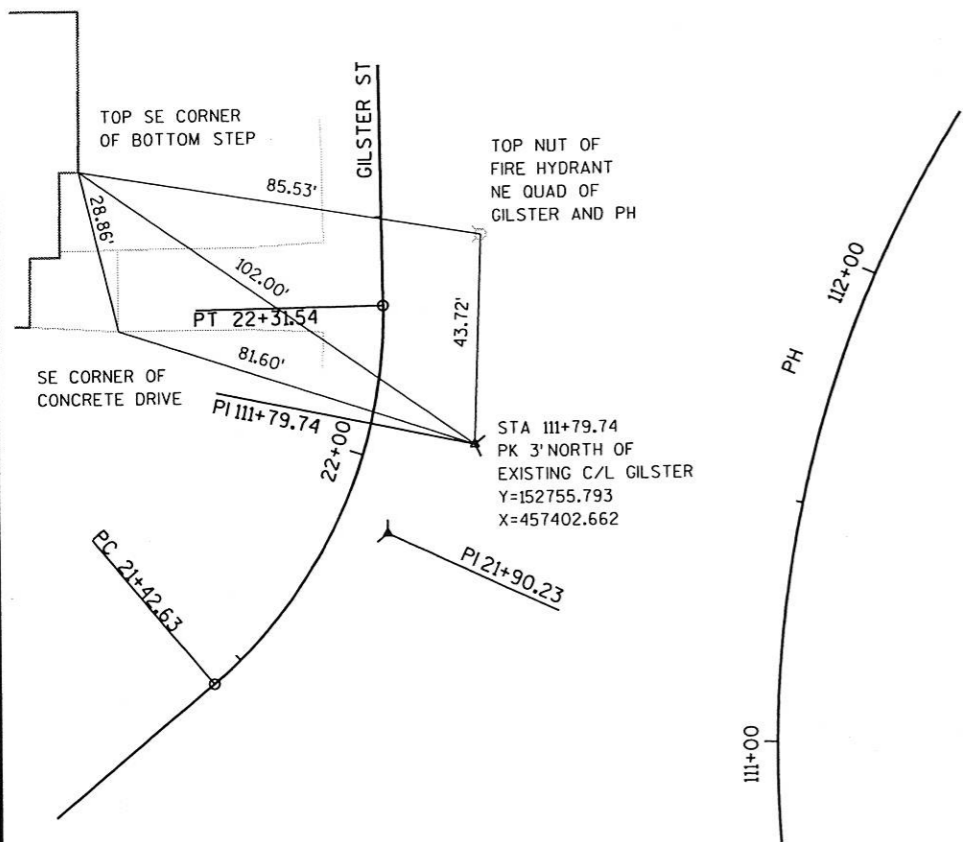 GILSTER ST
TOP SE CORNER
OF BOTTOM STEP
TOP NUT OF
FIRE HYDRANT
NE QUAD OF
GILSTER AND PH
85.53'
28.86'
102.00'
112+00
PT 22+31.54
43.72'
81.60'
PH
SE CORNER OF
CONCRETE DRIVE
PI 111+79.74
22+00
STA 111+79.74
PK 3' NORTH OF
EXISTING C/L GILSTER
Y=152755.793
X=457402.662
PC 21+42.63
PI 21+90.23
111+00